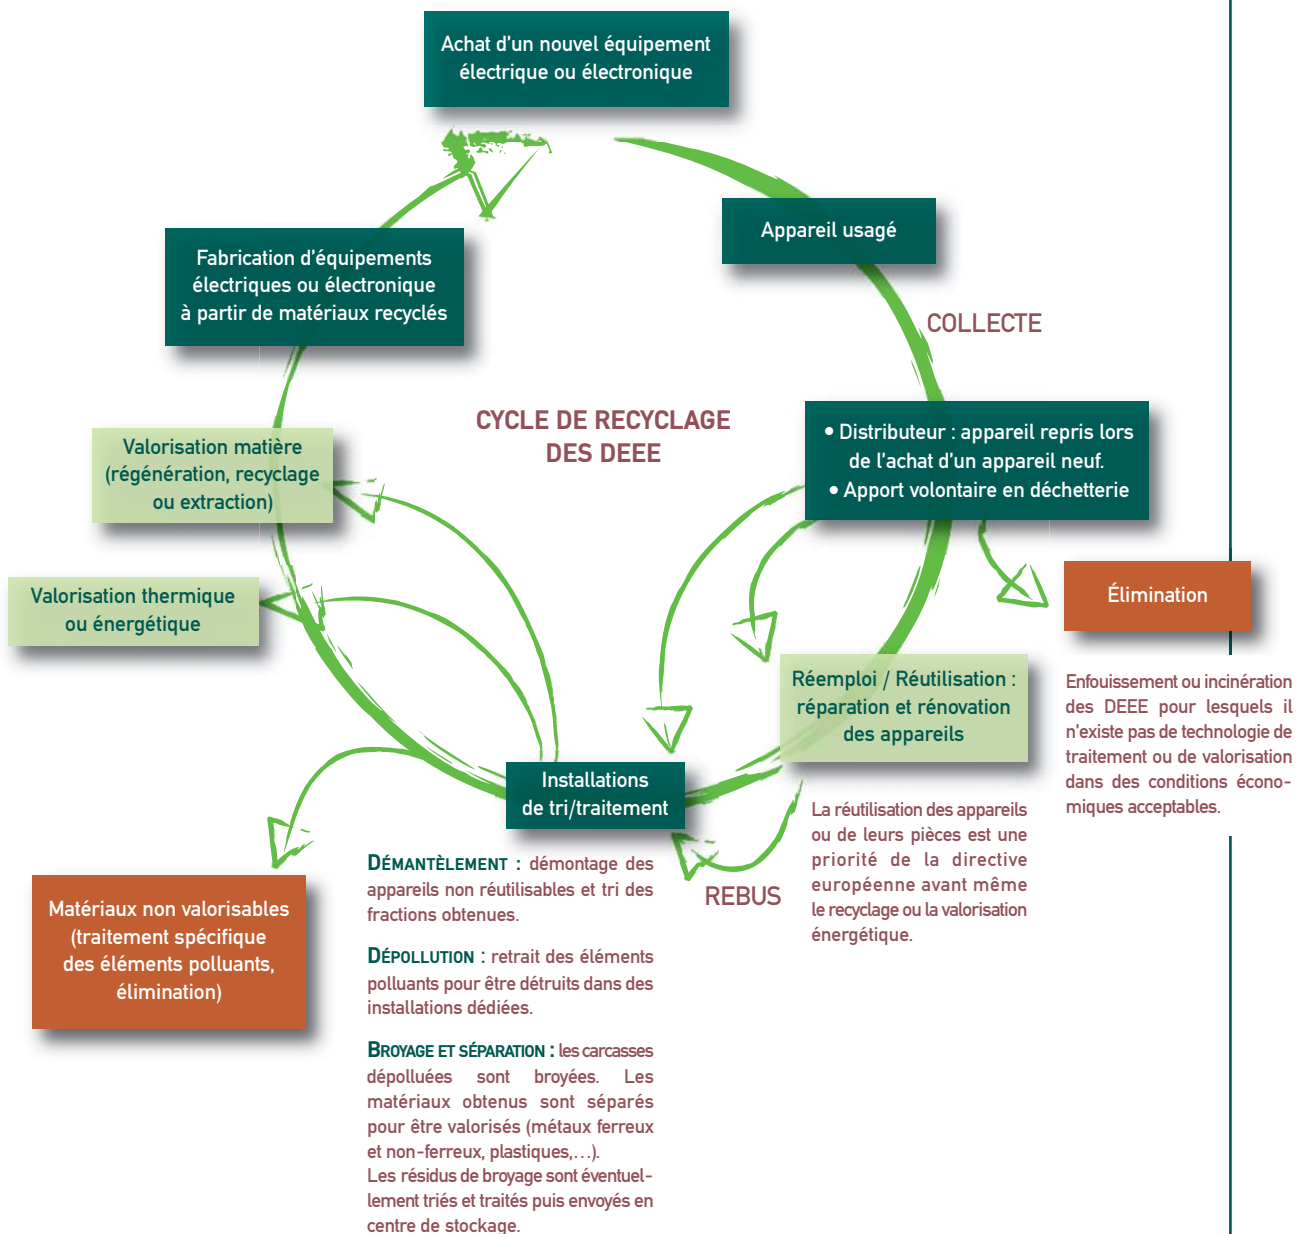 Achat d'un nouvel équipement
électrique ou électronique
Appareil usagé
Fabrication d'équipements
électriques ou électronique
à partir de matériaux recyclés
COLLECTE
CYCLE DE RECYCLAGE
DES DEEE
• Distributeur : appareil repris lors
de l'achat d'un appareil neuf.
• Apport volontaire en déchetterie
Valorisation matière
(régénération, recyclage
ou extraction)
Valorisation thermique
ou énergétique
Élimination
Enfouissement ou incinération
des DEEE pour lesquels il
n'existe pas de technologie de
traitement ou de valorisation
dans des conditions écono-
miques acceptables.
Réemploi / Réutilisation :
réparation et rénovation
des appareils
La réutilisation des appareils
ou de leurs pièces est une
priorité de la directive
européenne avant même
le recyclage ou la valorisation
énergétique.
Installations
de tri/traitement
REBUS
DÉMANTÈLEMENT : démontage des
appareils non réutilisables et tri des
fractions obtenues.
DÉPOLLUTION : retrait des éléments
polluants pour être détruits dans des
installations dédiées.
BROYAGE ET SÉPARATION : les carcasses
dépolluées sont broyées. Les
matériaux obtenus sont séparés
pour être valorisés (métaux ferreux
et non-ferreux, plastiques,...).
Les résidus de broyage sont éventuel-
lement triés et traités puis envoyés en
centre de stockage.
Matériaux non valorisables
(traitement spécifique
des éléments polluants,
élimination)